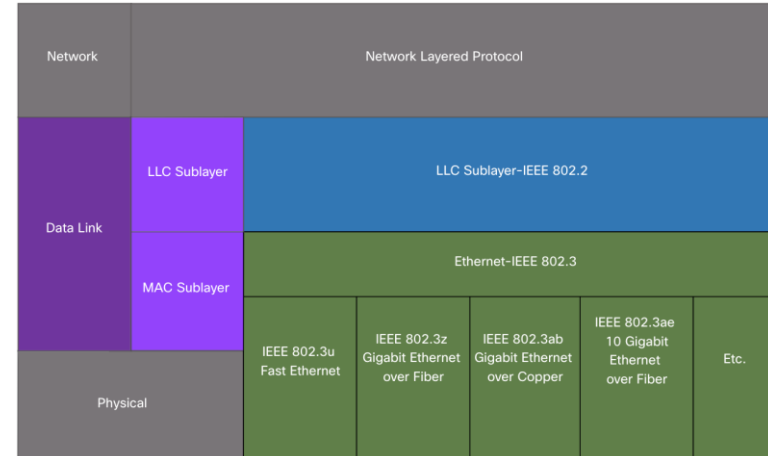 Network
Network Layered Protocol
LLC Sublayer
LLC Sublayer-IEEE 802.2
Data Link
Ethernet-IEEE 802.3
MAC Sublayer
IEEE 802.3u
Fast Ethernet
IEEE 802.3z
Gigabit Ethernet
over Fiber
IEEE 802.3ab
Gigabit Ethernet
over Copper
IEEE 802.3ae
10 Gigabit
Ethernet
over Fiber
Etc.
Physical